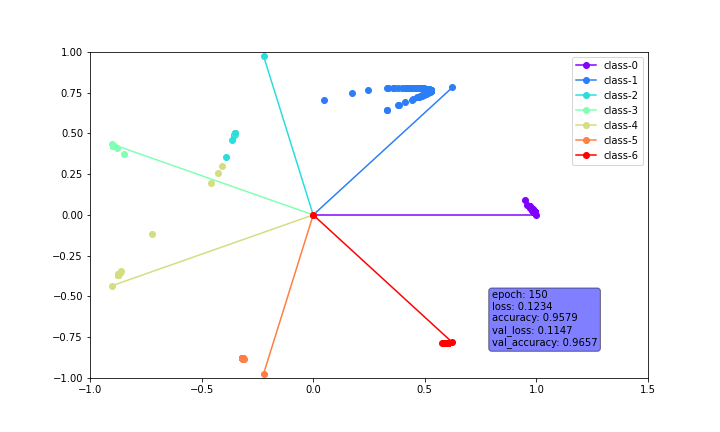 1.00
0.75
0.50
0.25
0.00
−0.25
−0.50
−0.75
−1.00
−1.0
−0.5
0.0
0.5
1.0
1.5
class-0
class-1
class-2
class-3
class-4
class-5
class-6
epoch: 150
loss: 0.1234
accuracy: 0.9579
val_loss: 0.1147
val_accuracy: 0.9657